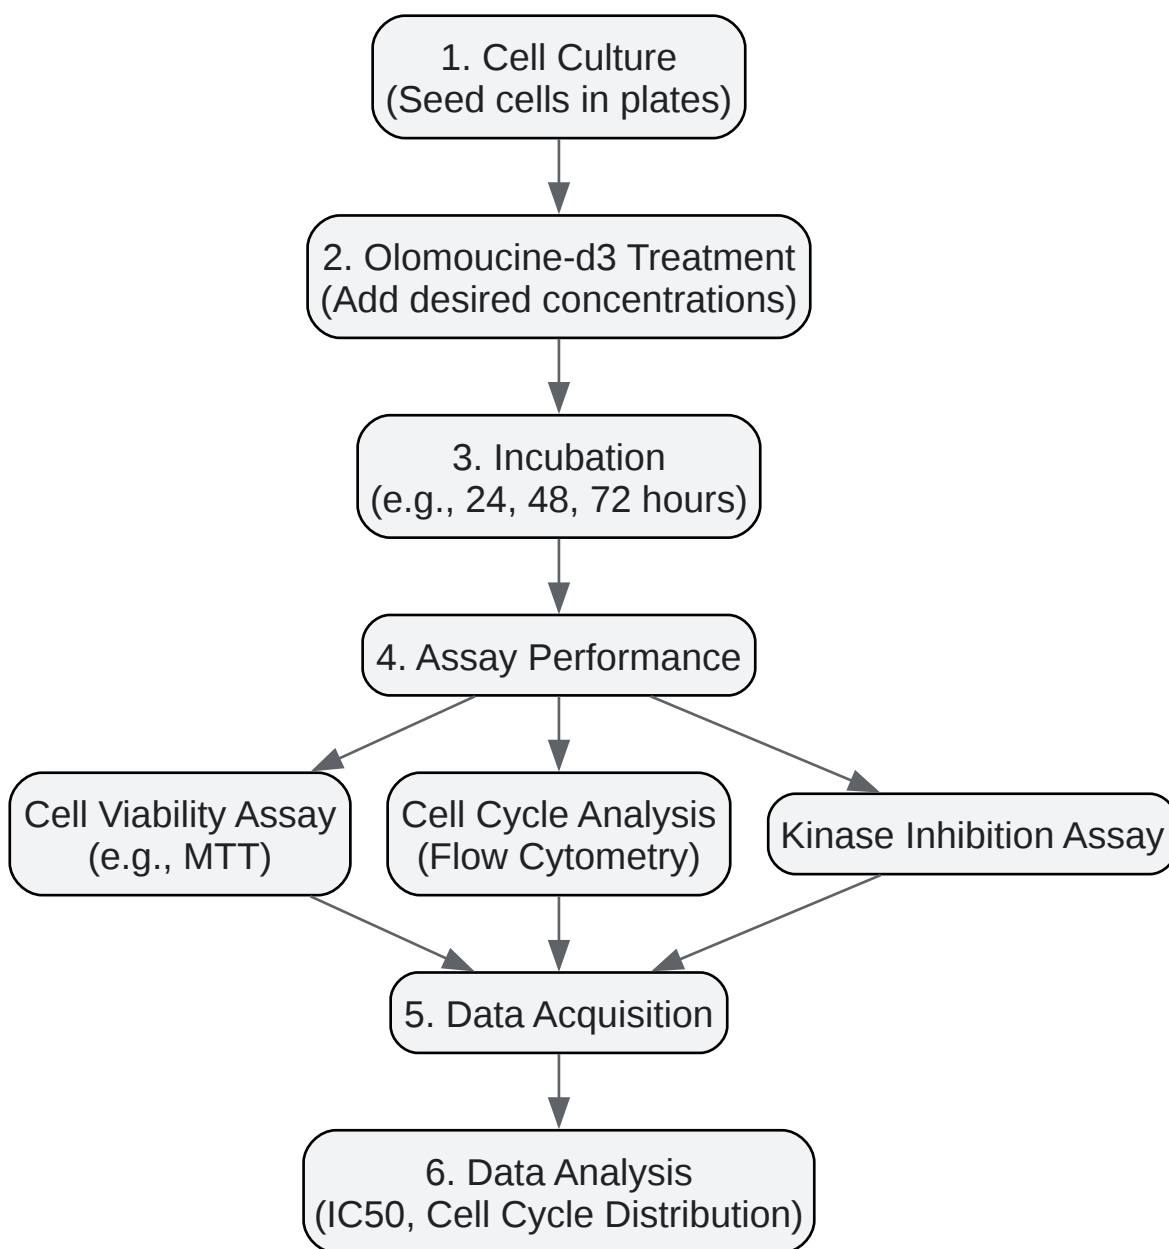 1. Cell Culture
(Seed cells in plates)
2. Olomoucine-d3 Treatment
(Add desired concentrations)
3. Incubation
(e.g., 24, 48, 72 hours)
4. Assay Performance
Cell Viability Assay
(e.g., MTT)
Cell Cycle Analysis
(Flow Cytometry)
Kinase Inhibition Assay
5. Data Acquisition
6. Data Analysis
(IC50, Cell Cycle Distribution)